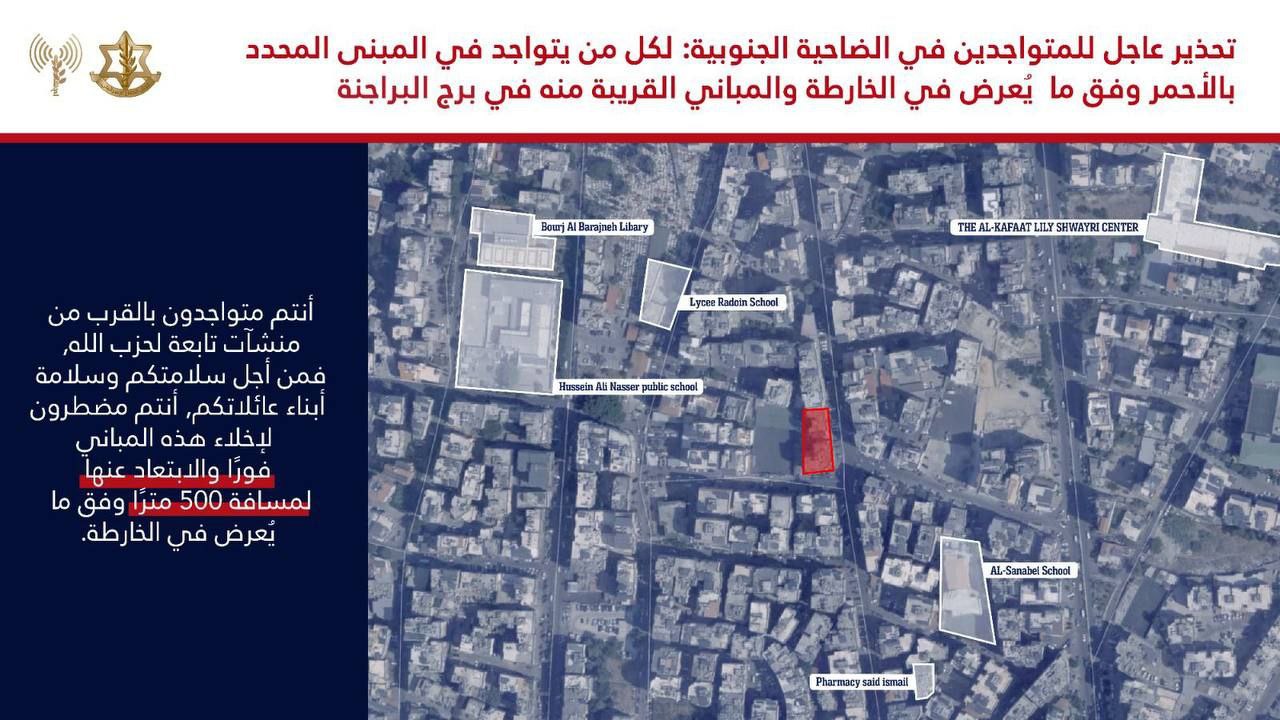 تحذير عاجل للمتواجدين في الضاحية الجنوبية: لكل من يتواجد في المبنى المحدد
بالأحمر وفق ما يُعرض في الخارطة والمباني القريبة منه في برج البراجنة
أنتم متواجدون بالقرب من
منشآت تابعة لحزب الله,
فمن أجل سلامتكم وسلامة
أبناء عائلاتكم, أنتم مضطرون
لإخلاء هذه المباني
فورًا والابتعاد عنها
لمسافة 500 مترًا وفق ما
يُعرض في الخارطة.
Bourj Al Barajneh Libary
THE AL-KAFAAT LILY SHWAYRI CENTER
Lycee Radoin School
Hussein Ali Nasser public school
AL-Sanabel School
Pharmacy said ismail